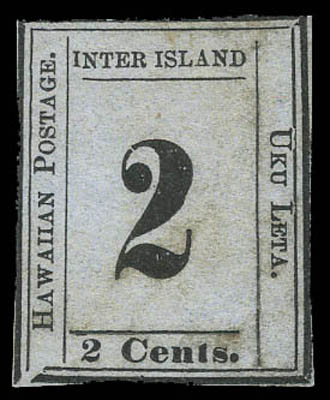 INTER ISLAND
HAWAIIAN POSTAGE.
2
UKU LETA.
2 Cents.